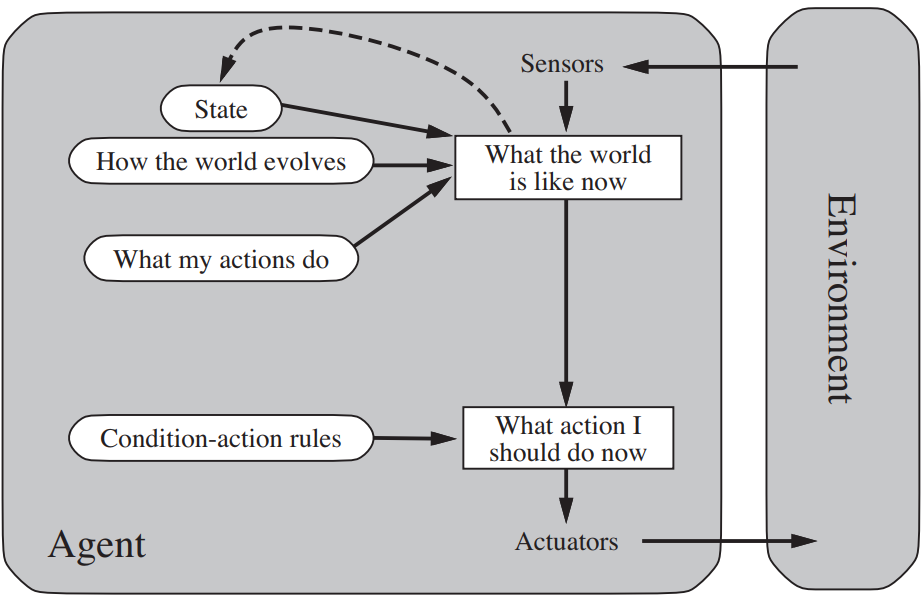 Sensors
State
How the world evolves
What the world
is like now
What my actions do
Environment
Condition-action rules
What action I
should do now
Agent
Actuators